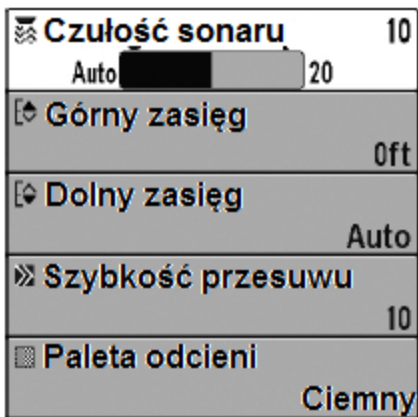 Czułość sonaru 10
Auto 20
Górny zasięg
0ft
Dolny zasięg
Auto
Szybkość przesuwu
10
Paleta odcieni
Ciemny